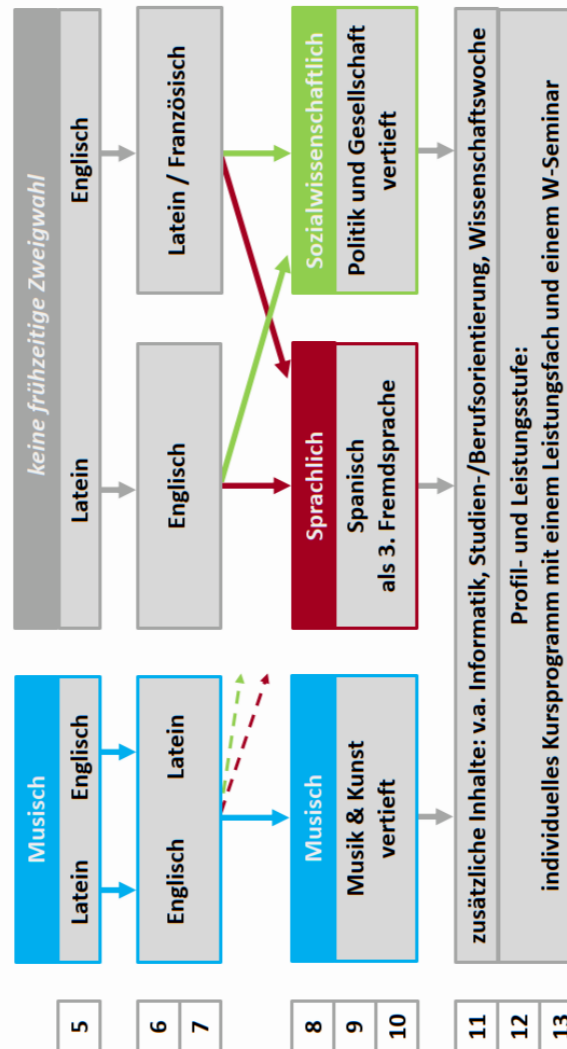 5
Musisch
keine frühzeitige Zweigwahl
Latein
Englisch
Latein
Englisch
6
7
Englisch
Latein
Englisch
Latein / Französisch
8
9
10
Musisch
Musik & Kunst
vertieft
Sprachlich
Spanisch
als 3. Fremdsprache
Sozialwissenschaftlich
Politik und Gesellschaft
vertieft
11
zusätzliche Inhalte: v.a. Informatik, Studien-/Berufsorientierung, Wissenschaftswoche
12
13
Profil- und Leistungsstufe:
individuelles Kursprogramm mit einem Leistungsfach und einem W-Seminar